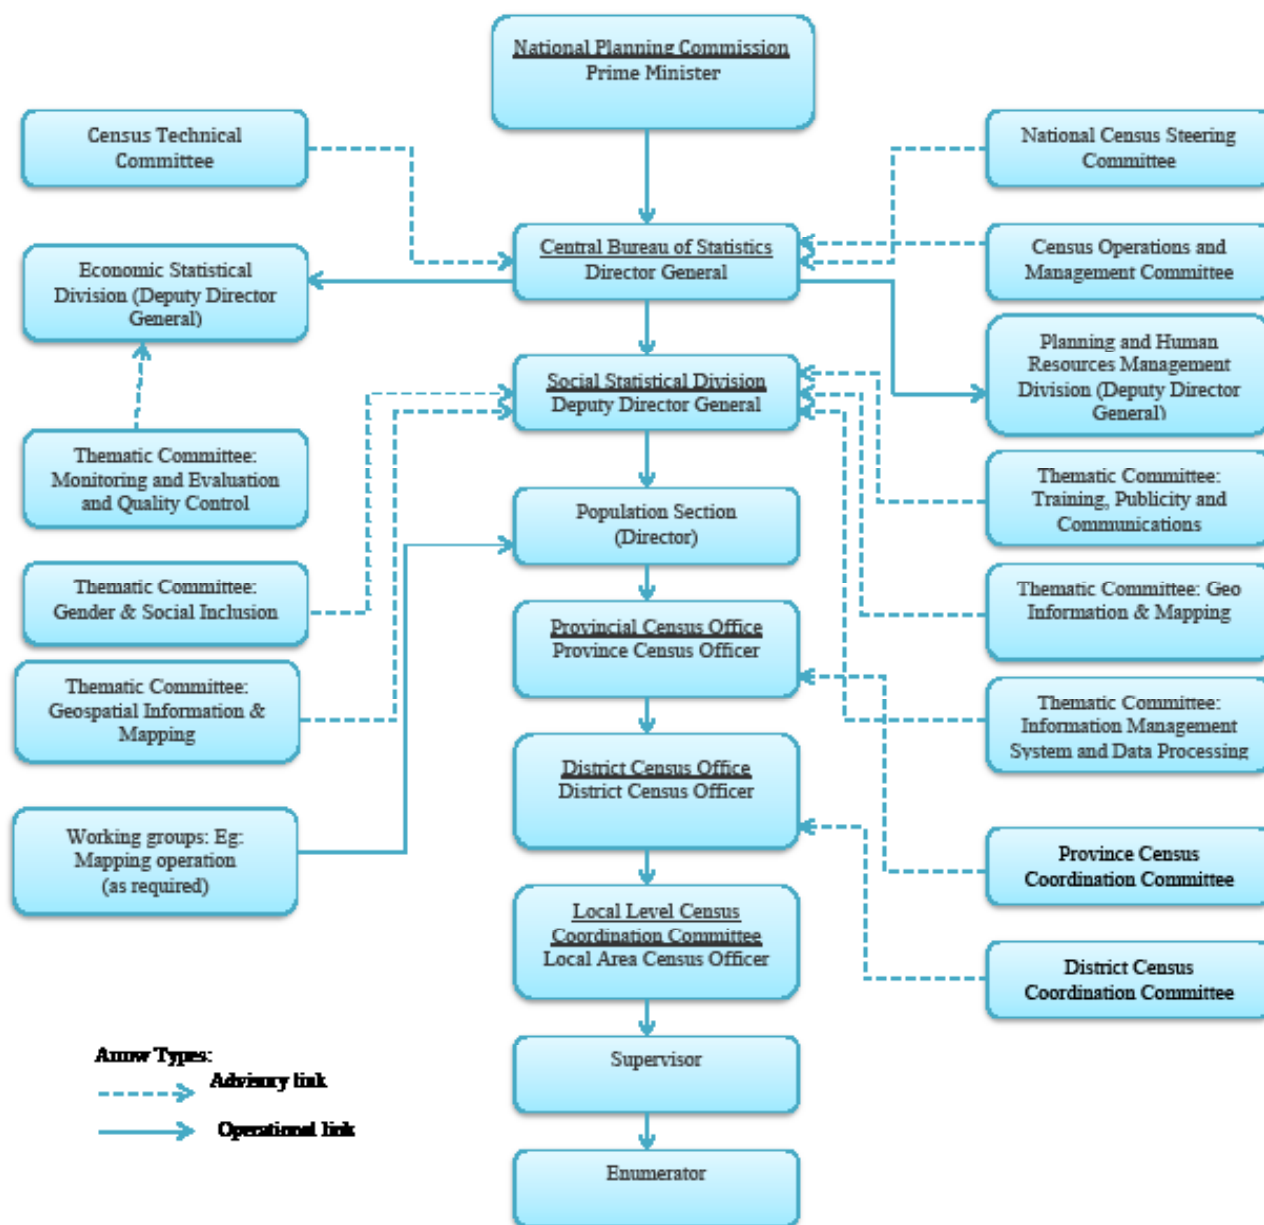 National Planning Commission
Prime Minister
Census Technical
Committee
National Census Steering
Committee
Central Bureau of Statistics
Director General
Census Operations and
Management Committee
Economic Statistical
Division (Deputy Director
General)
Planning and Human
Resources Management
Division (Deputy Director
General)
Social Statistical Division
Deputy Director General
Thematic Committee:
Monitoring and Evaluation
and Quality Control
Thematic Committee:
Training, Publicity and
Communications
Population Section
(Director)
Thematic Committee:
Gender & Social Inclusion
Thematic Committee: Geo
Information & Mapping
Provincial Census Office
Province Census Officer
Thematic Committee:
Geospatial Information &
Mapping
Thematic Committee:
Information Management
System and Data Processing
District Census Office
District Census Officer
Working groups: Eg:
Mapping operation
(as required)
Province Census
Coordination Committee
Local Level Census
Coordination Committee
Local Area Census Officer
District Census
Coordination Committee
Supervisor
Enumerator
Arrow Types:
Advisory link
Operational link